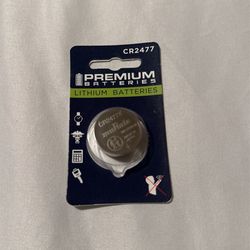 CR2477
PREMIUM
BATTERIES
LITHIUM BATTERIES
CR2477
muRata